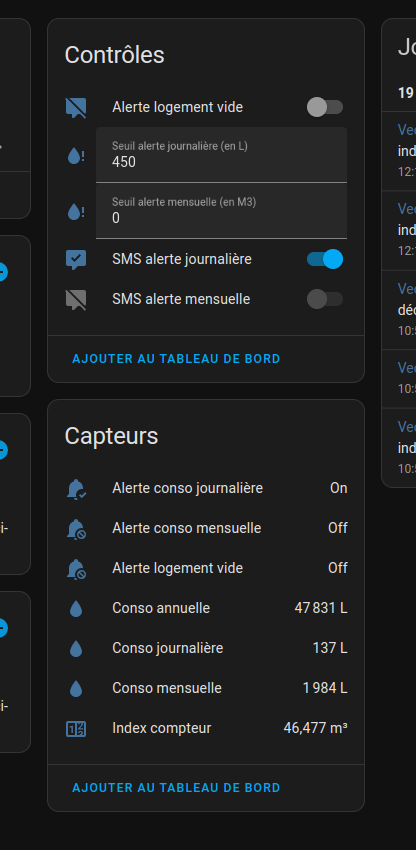 Contrôles
Alerte logement vide
Seuil alerte journalière (en L)
450
Seuil alerte mensuelle (en M3)
0
SMS alerte journalière
SMS alerte mensuelle
AJOUTER AU TABLEAU DE BORD
Capteurs
Alerte conso journalière On
Alerte conso mensuelle Off
Alerte logement vide Off
Conso annuelle 47 831 L
Conso journalière 137 L
Conso mensuelle 1 984 L
Index compteur 46,477 m³
AJOUTER AU TABLEAU DE BORD
19